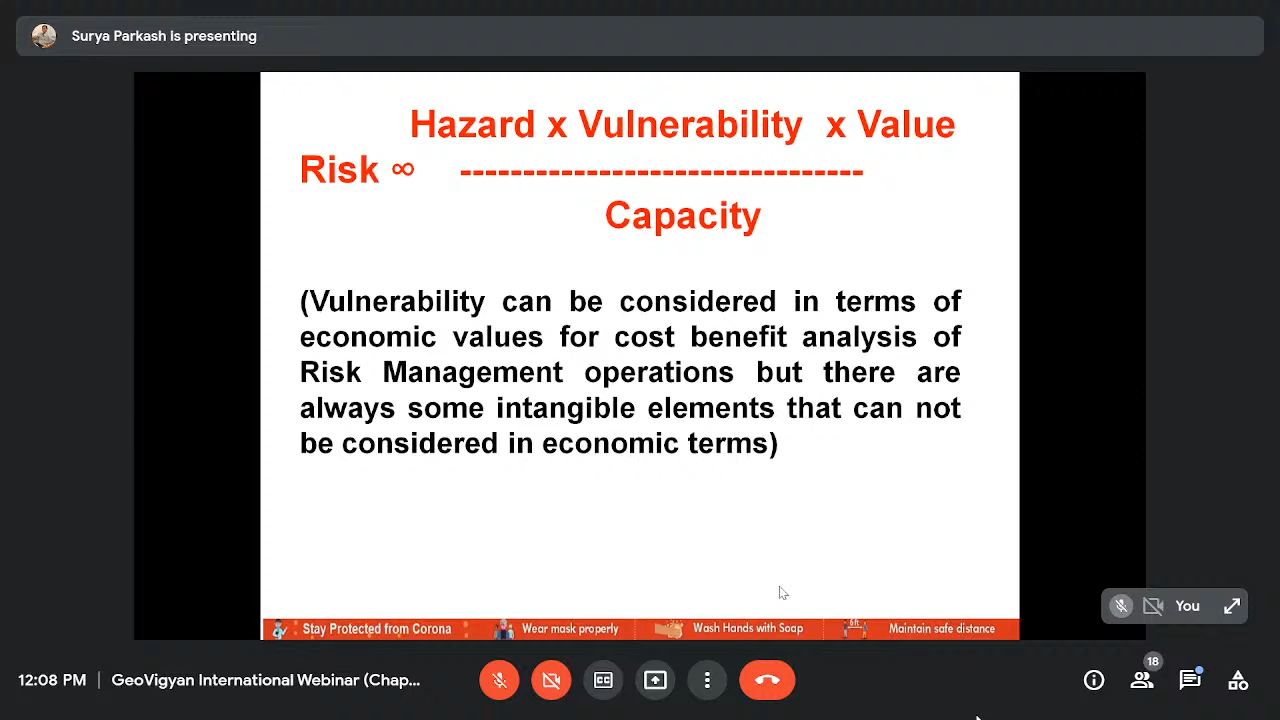 Surya Parkash is presenting
Hazard x Vulnerability x Value
Risk ∞ --------------------------------
Capacity
(Vulnerability can be considered in terms of
economic values for cost benefit analysis of
Risk Management operations but there are
always some intangible elements that can not
be considered in economic terms)
You
Stay Protected from Corona
Wear mask properly
Wash Hands with Soap
6ft
Maintain safe distance
18
12:08 PM | GeoVigyan International Webinar (Chap...